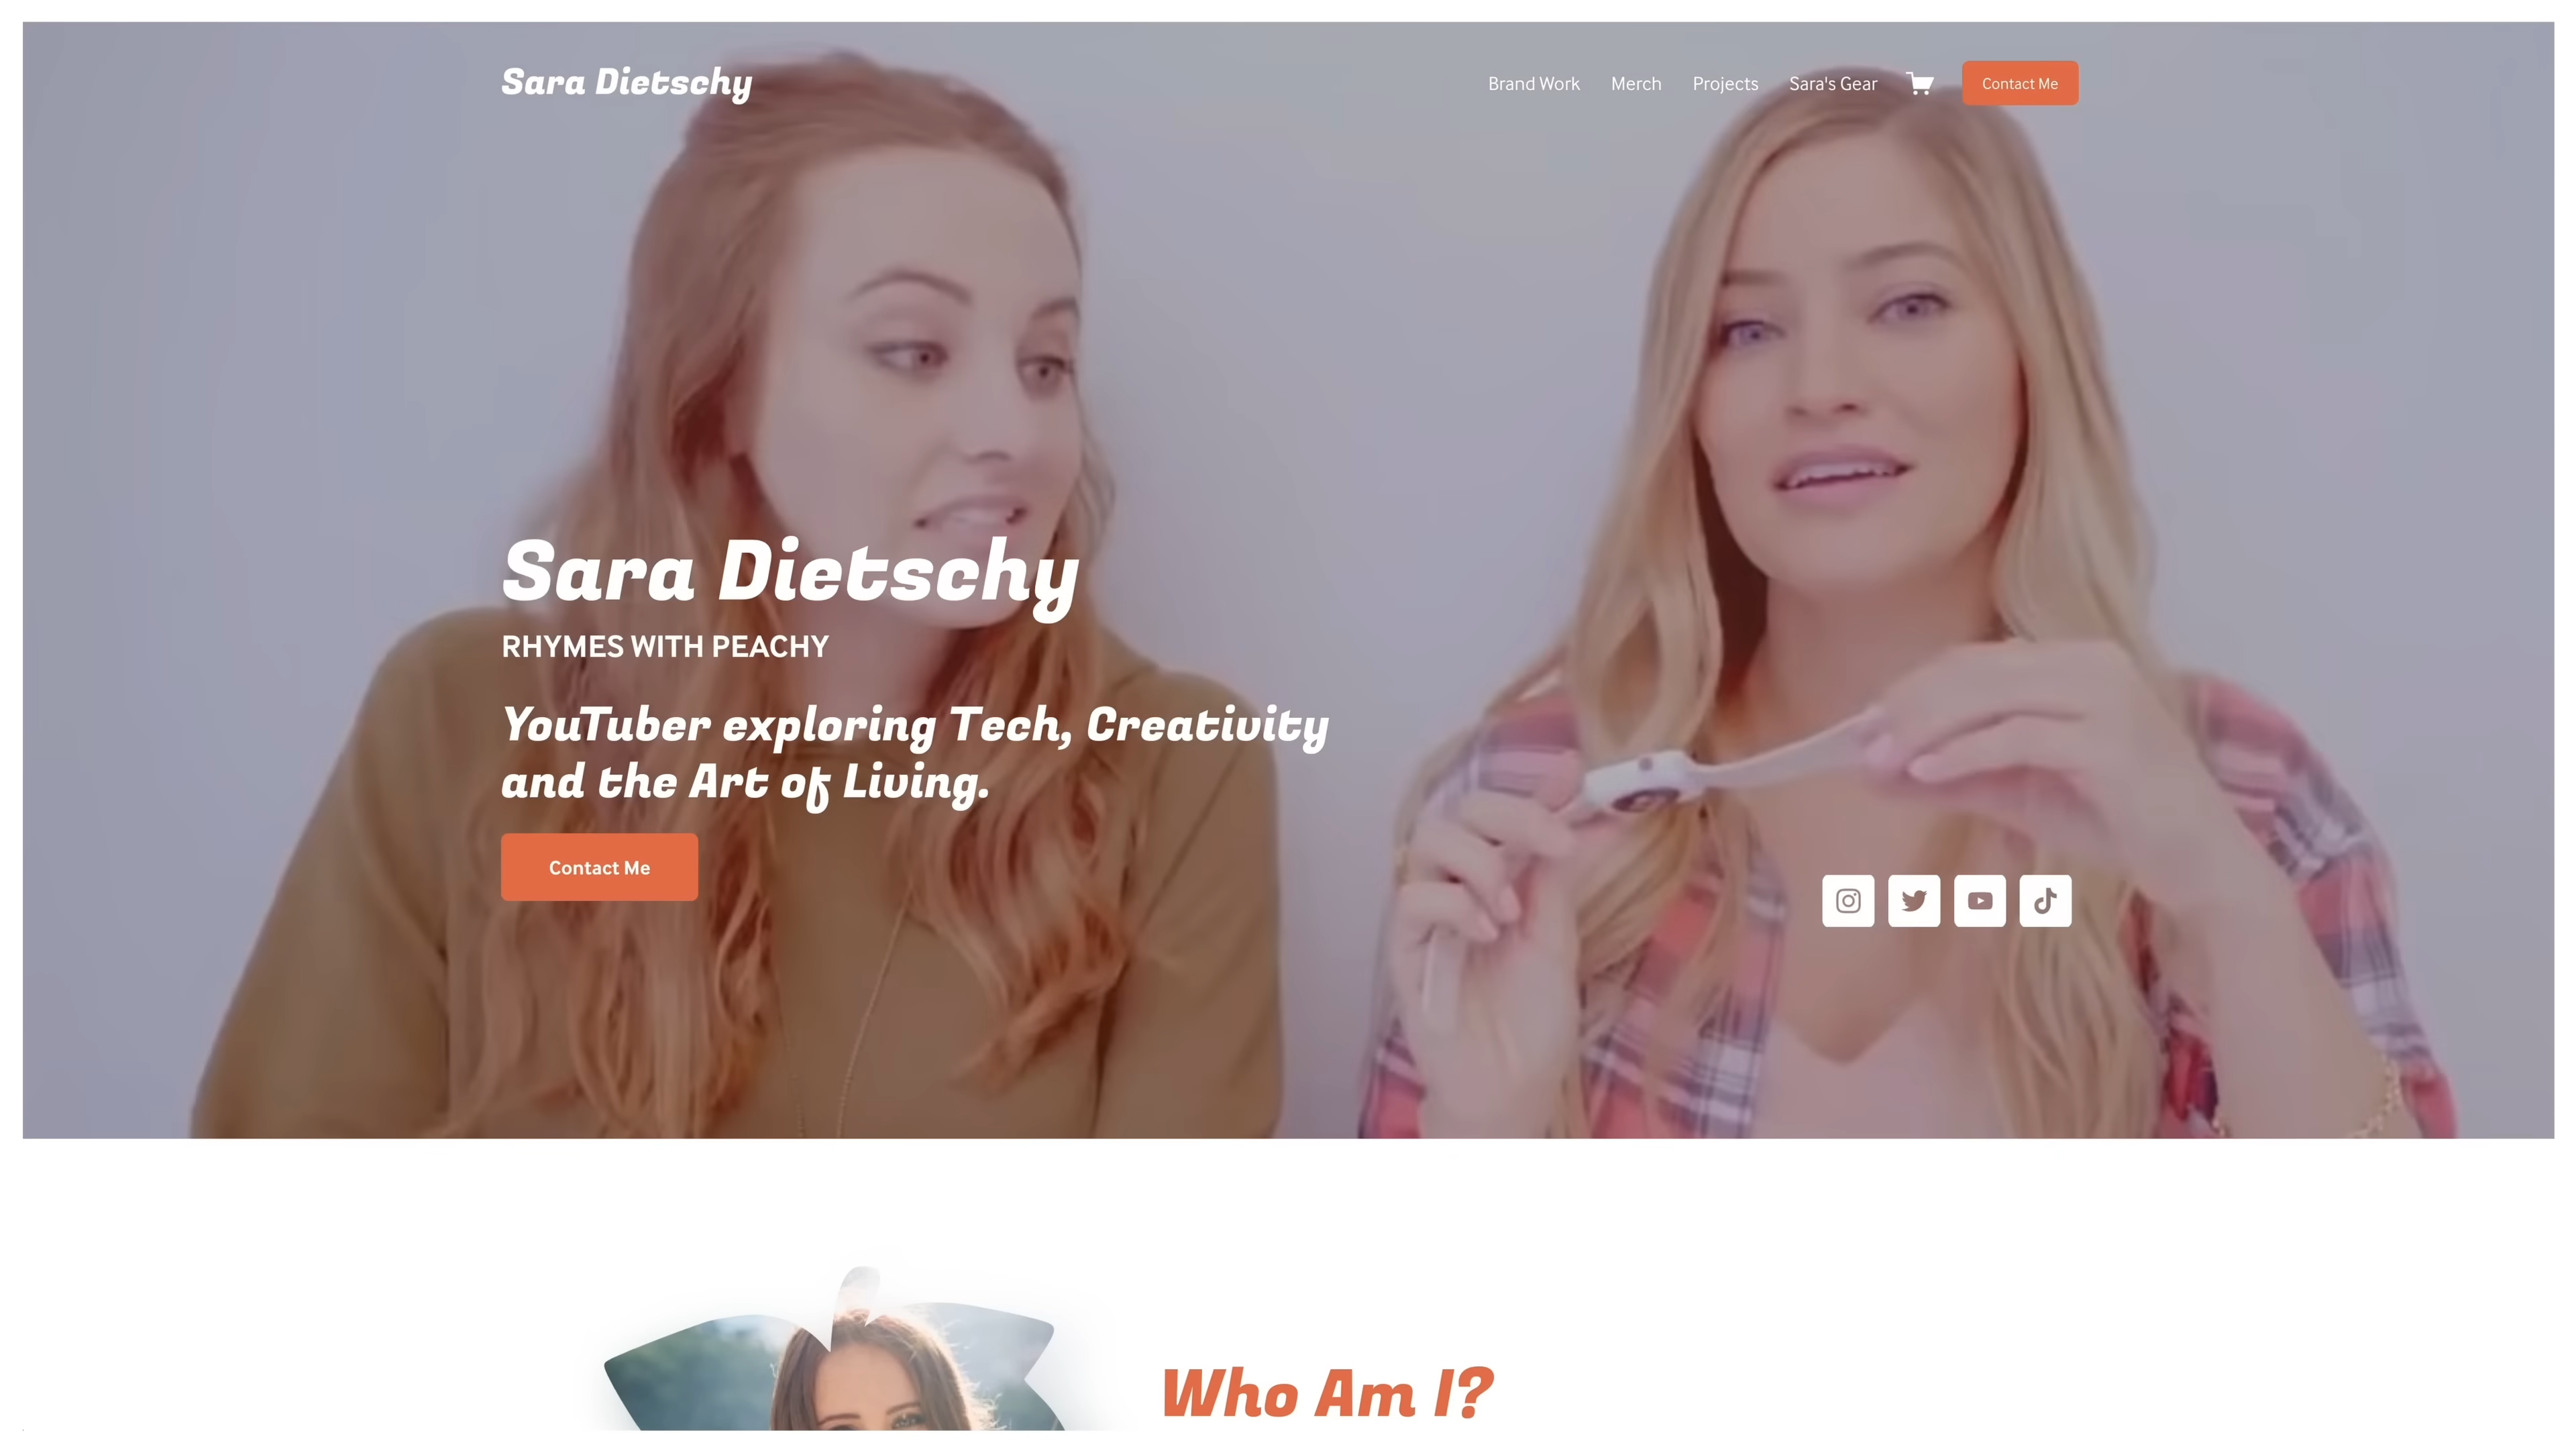 Sara Dietschy
Brand Work
Merch
Projects
Sara's Gear
Contact Me
Sara Dietschy
RHYMES WITH PEACHY
YouTuber exploring Tech, Creativity
and the Art of Living.
Contact Me
Who Am I?